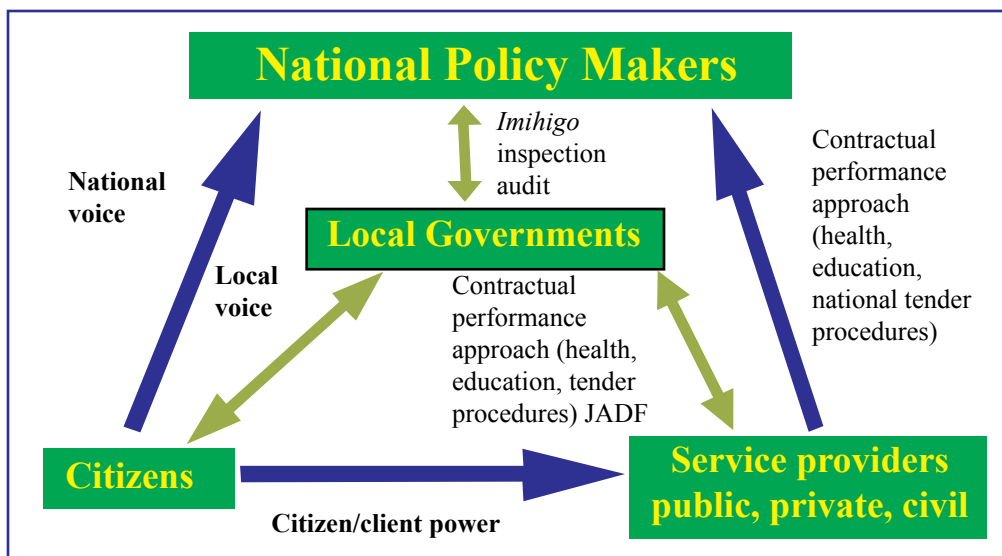 National Policy Makers
Imihigo
inspection
audit
Contractual
performance
approach
(health,
education,
national tender
procedures)
National
voice
Local Governments
Local
voice
Contractual
performance
approach (health,
education, tender
procedures) JADF
Citizens
Service providers
public, private, civil
Citizen/client power